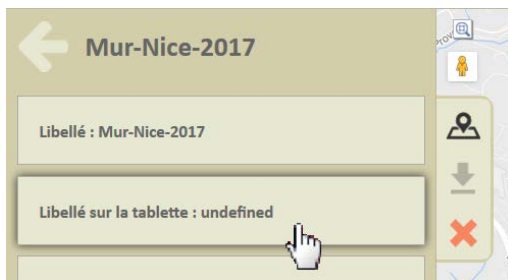 Mur-Nice-2017
Libellé : Mur-Nice-2017
Libellé sur la tablette : undefined